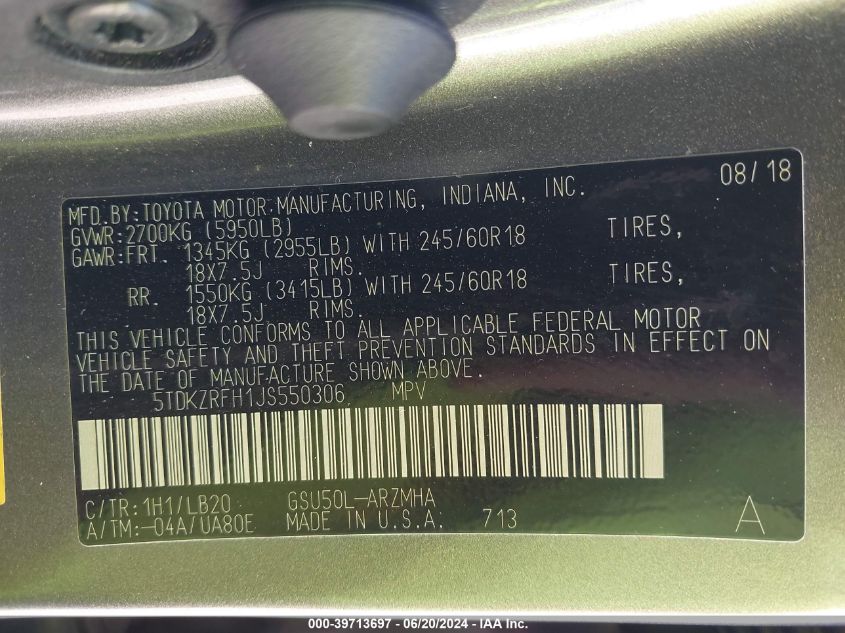 08/18
MFD.BY:TOYOTA MOTOR MANUFACTURING, INDIANA, INC.
GVWR:2700KG (5950LB)
GAWR:FRT. 1345KG (2955LB) WITH 245/60R18 TIRES,
18X7.5J RIMS.
RR. 1550KG (3415LB) WITH 245/60R18 TIRES,
18X7.5J RIMS.
THIS VEHICLE CONFORMS TO ALL APPLICABLE FEDERAL MOTOR
VEHICLE SAFETY AND THEFT PREVENTION STANDARDS IN EFFECT ON
THE DATE OF MANUFACTURE SHOWN ABOVE.
5TDKZRFH1JS550306 MPV
C/TR:1H1/LB20 GSU50L-ARZMHA
A/TM:-04A/UA80E MADE IN U.S.A. 713 A
000-39713697 - 06/20/2024 - IAA Inc.